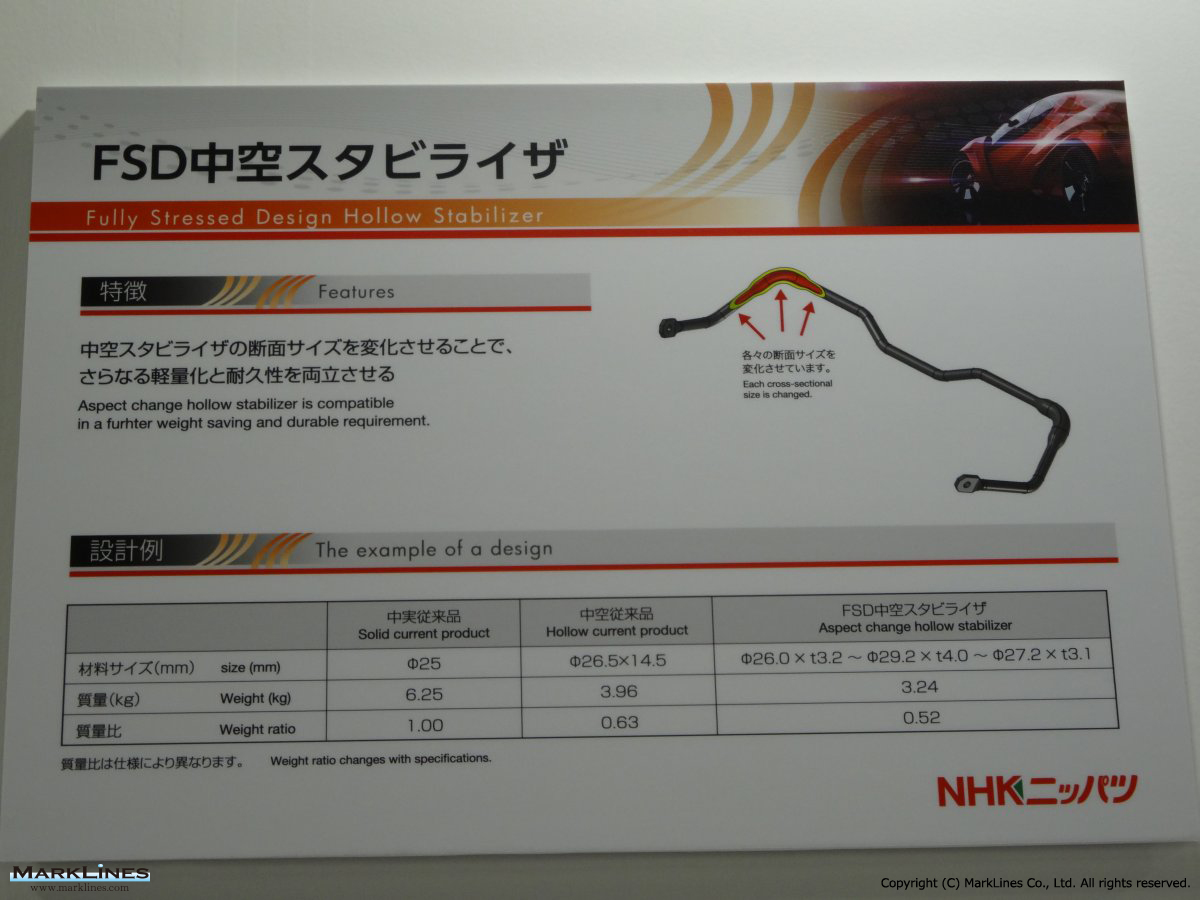 FSD中空スタビライザ
Fully Stressed Design Hollow Stabilizer
特徴 Features
中空スタビライザの断面サイズを変化させることで、
さらなる軽量化と耐久性を両立させる
Aspect change hollow stabilizer is compatible
in a furhter weight saving and durable requirement.
各々の断面サイズを
変化させています。
Each cross-sectional
size is changed.
設計例 The example of a design
中実従来品 中空従来品 FSD中空スタビライザ
Solid current product Hollow current product Aspect change hollow stabilizer
材料サイズ(mm) size (mm) Φ25 Φ26.5×14.5 Φ26.0×t3.2 ～ Φ29.2×t4.0 ～ Φ27.2×t3.1
質量(kg) Weight (kg) 6.25 3.96 3.24
質量比 Weight ratio 1.00 0.63 0.52
質量比は仕様により異なります。 Weight ratio changes with specifications.
NHKニッパツ
MARKLINES
www.marklines.com
Copyright (C) MarkLines Co., Ltd. All rights reserved.